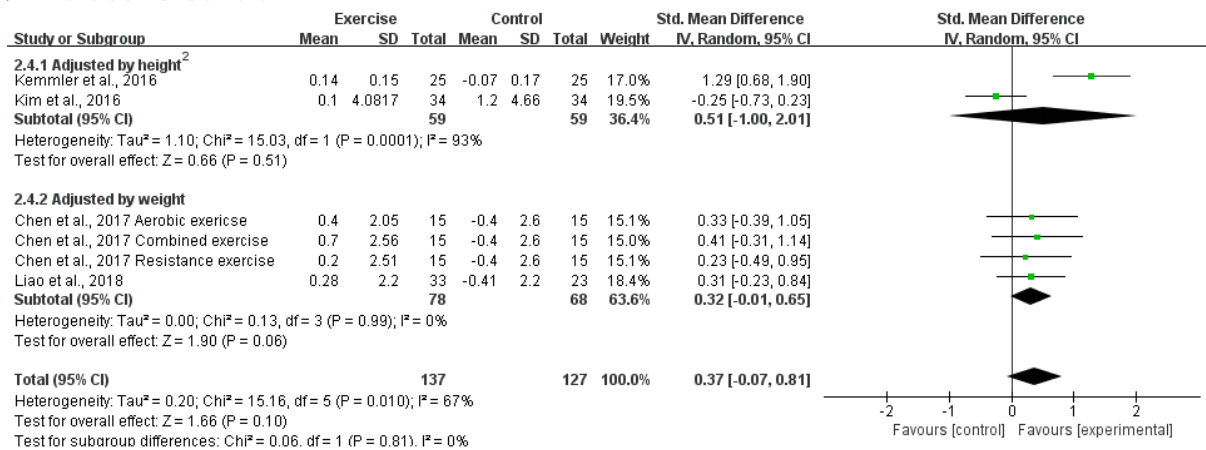 Exercise Control Std. Mean Difference Std. Mean Difference
Study or Subgroup Mean SD Total Mean SD Total Weight IV, Random, 95% CI IV, Random, 95% CI
2.4.1 Adjusted by height²
Kemmler et al., 2016 0.14 0.15 25 -0.07 0.17 25 17.0% 1.29 [0.68, 1.90]
Kim et al., 2016 0.1 4.0817 34 1.2 4.66 34 19.5% -0.25 [-0.73, 0.23]
Subtotal (95% CI) 59 59 36.4% 0.51 [-1.00, 2.01]
Heterogeneity: Tau² = 1.10; Chi² = 15.03, df = 1 (P = 0.0001); I² = 93%
Test for overall effect: Z = 0.66 (P = 0.51)
2.4.2 Adjusted by weight
Chen et al., 2017 Aerobic exericse 0.4 2.05 15 -0.4 2.6 15 15.1% 0.33 [-0.39, 1.05]
Chen et al., 2017 Combined exercise 0.7 2.56 15 -0.4 2.6 15 15.0% 0.41 [-0.31, 1.14]
Chen et al., 2017 Resistance exercise 0.2 2.51 15 -0.4 2.6 15 15.1% 0.23 [-0.49, 0.95]
Liao et al., 2018 0.28 2.2 33 -0.41 2.2 23 18.4% 0.31 [-0.23, 0.84]
Subtotal (95% CI) 78 68 63.6% 0.32 [-0.01, 0.65]
Heterogeneity: Tau² = 0.00; Chi² = 0.13, df = 3 (P = 0.99); I² = 0%
Test for overall effect: Z = 1.90 (P = 0.06)
Total (95% CI) 137 127 100.0% 0.37 [-0.07, 0.81]
Heterogeneity: Tau² = 0.20; Chi² = 15.16, df = 5 (P = 0.010); I² = 67%
Test for overall effect: Z = 1.66 (P = 0.10)
Test for subgroup differences: Chi² = 0.06, df = 1 (P = 0.81), I² = 0%
-2 -1 0 1 2
Favours [control] Favours [experimental]